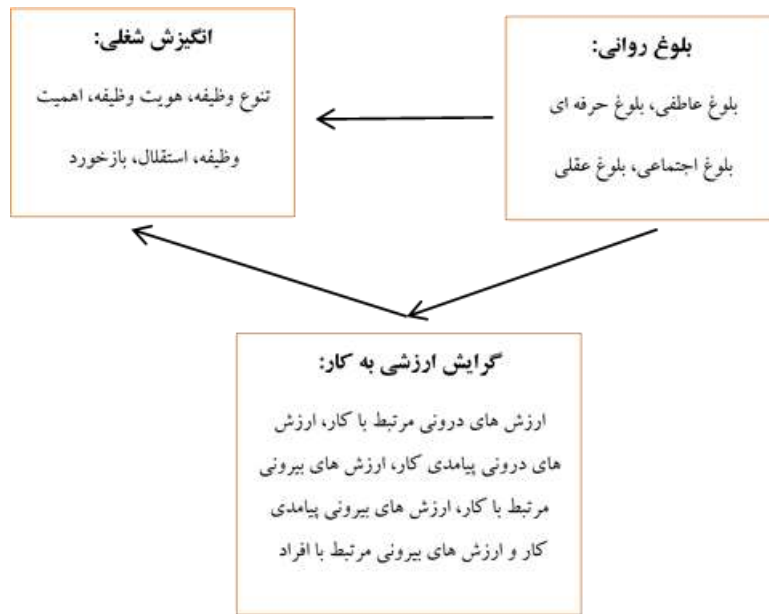 بلوغ روانی:
بلوغ عاطفی، بلوغ حرفه ای
بلوغ اجتماعی، بلوغ عقلی
انگیزش شغلی:
تنوع وظیفه، هویت وظیفه، اهمیت
وظیفه، استقلال، بازخورد
گرایش ارزشی به کار:
ارزش های درونی مرتبط با کار، ارزش
های درونی پیامدی کار، ارزش های بیرونی
مرتبط با کار، ارزش های بیرونی پیامدی
کار و ارزش های بیرونی مرتبط با افراد